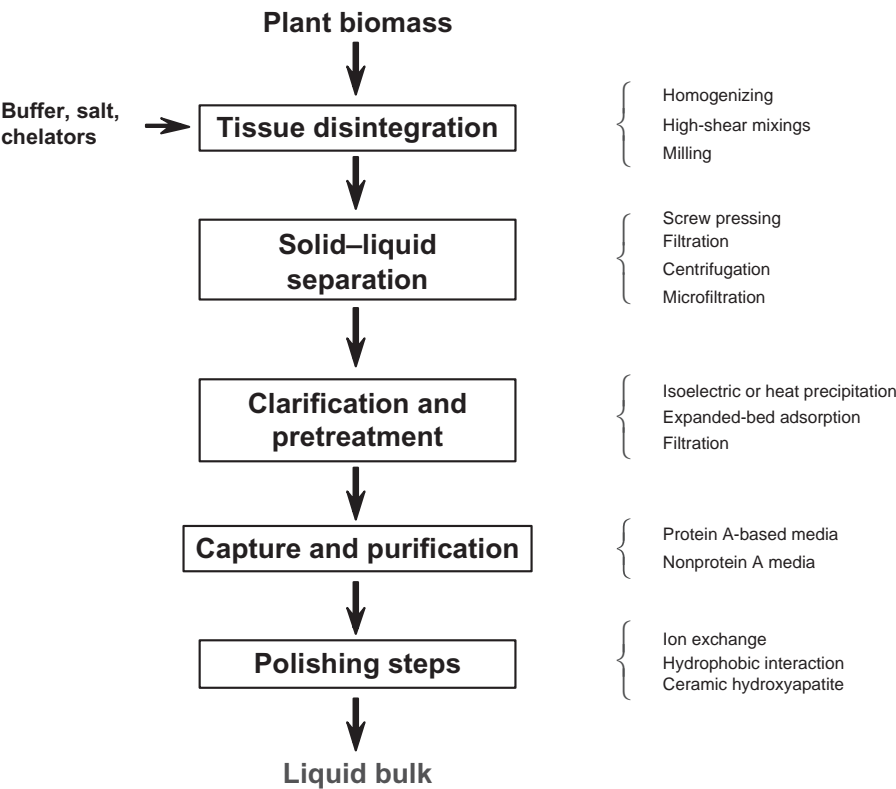 Plant biomass
Buffer, salt,
chelators
Tissue disintegration
Homogenizing
High-shear mixings
Milling
Solid–liquid
separation
Screw pressing
Filtration
Centrifugation
Microfiltration
Clarification and
pretreatment
Isoelectric or heat precipitation
Expanded-bed adsorption
Filtration
Capture and purification
Protein A-based media
Nonprotein A media
Polishing steps
Ion exchange
Hydrophobic interaction
Ceramic hydroxyapatite
Liquid bulk